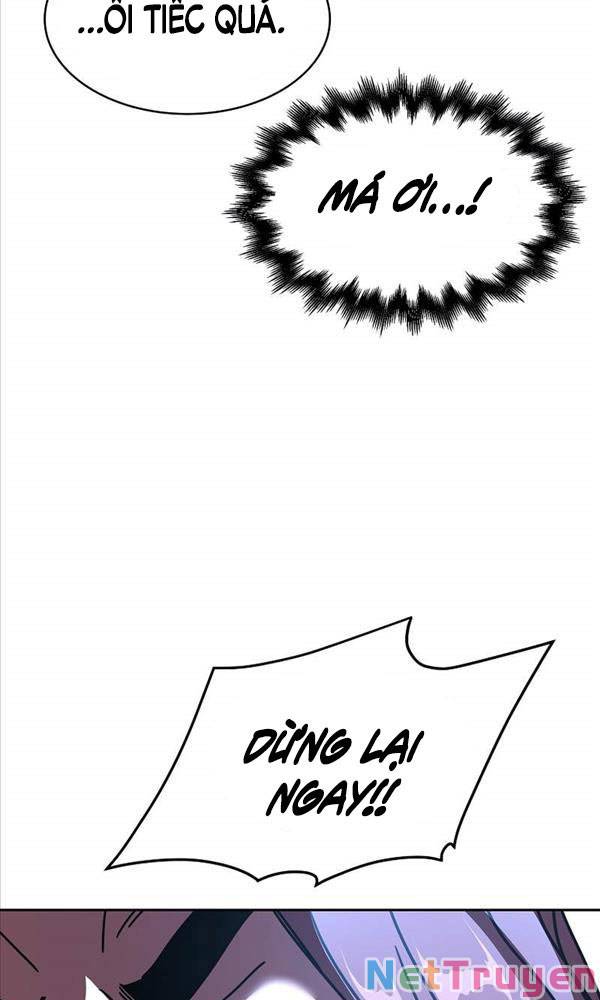 ...ÔI TIẾC QUÁ.
MÁ ƠI...!
DỪNG LẠI
NGAY!!
NETTRUYEN